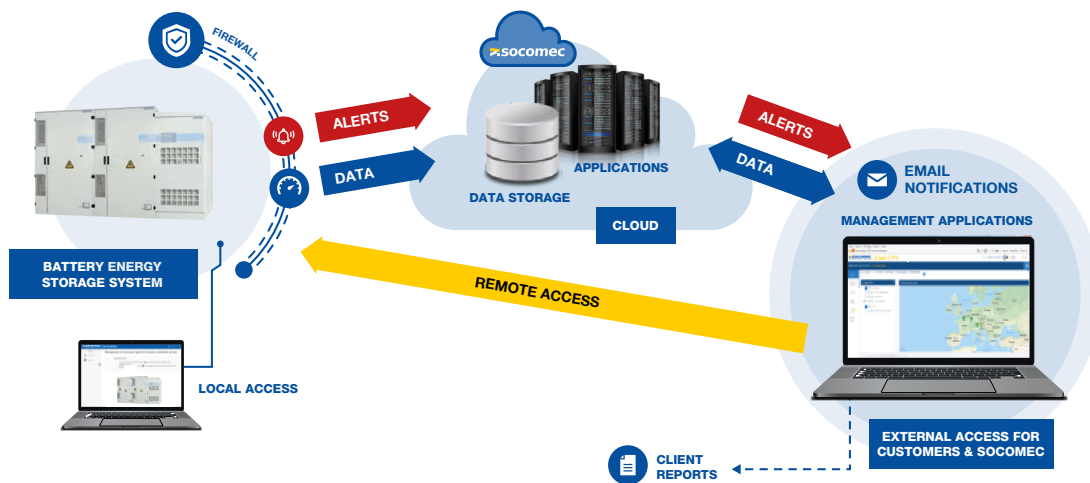 FIREWALL
socomec
ALERTS
DATA
APPLICATIONS
DATA STORAGE
CLOUD
ALERTS
DATA
EMAIL
NOTIFICATIONS
MANAGEMENT APPLICATIONS
BATTERY ENERGY
STORAGE SYSTEM
REMOTE ACCESS
LOCAL ACCESS
EXTERNAL ACCESS FOR
CUSTOMERS & SOCOMEC
CLIENT
REPORTS